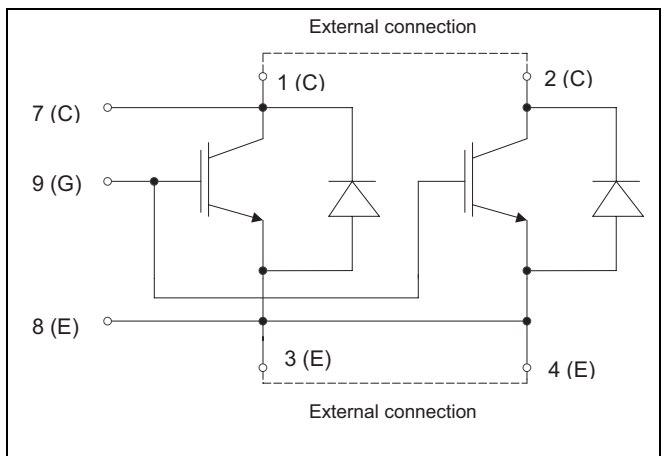 External connection
1 (C)
2 (C)
7 (C)
9 (G)
8 (E)
3 (E)
4 (E)
External connection